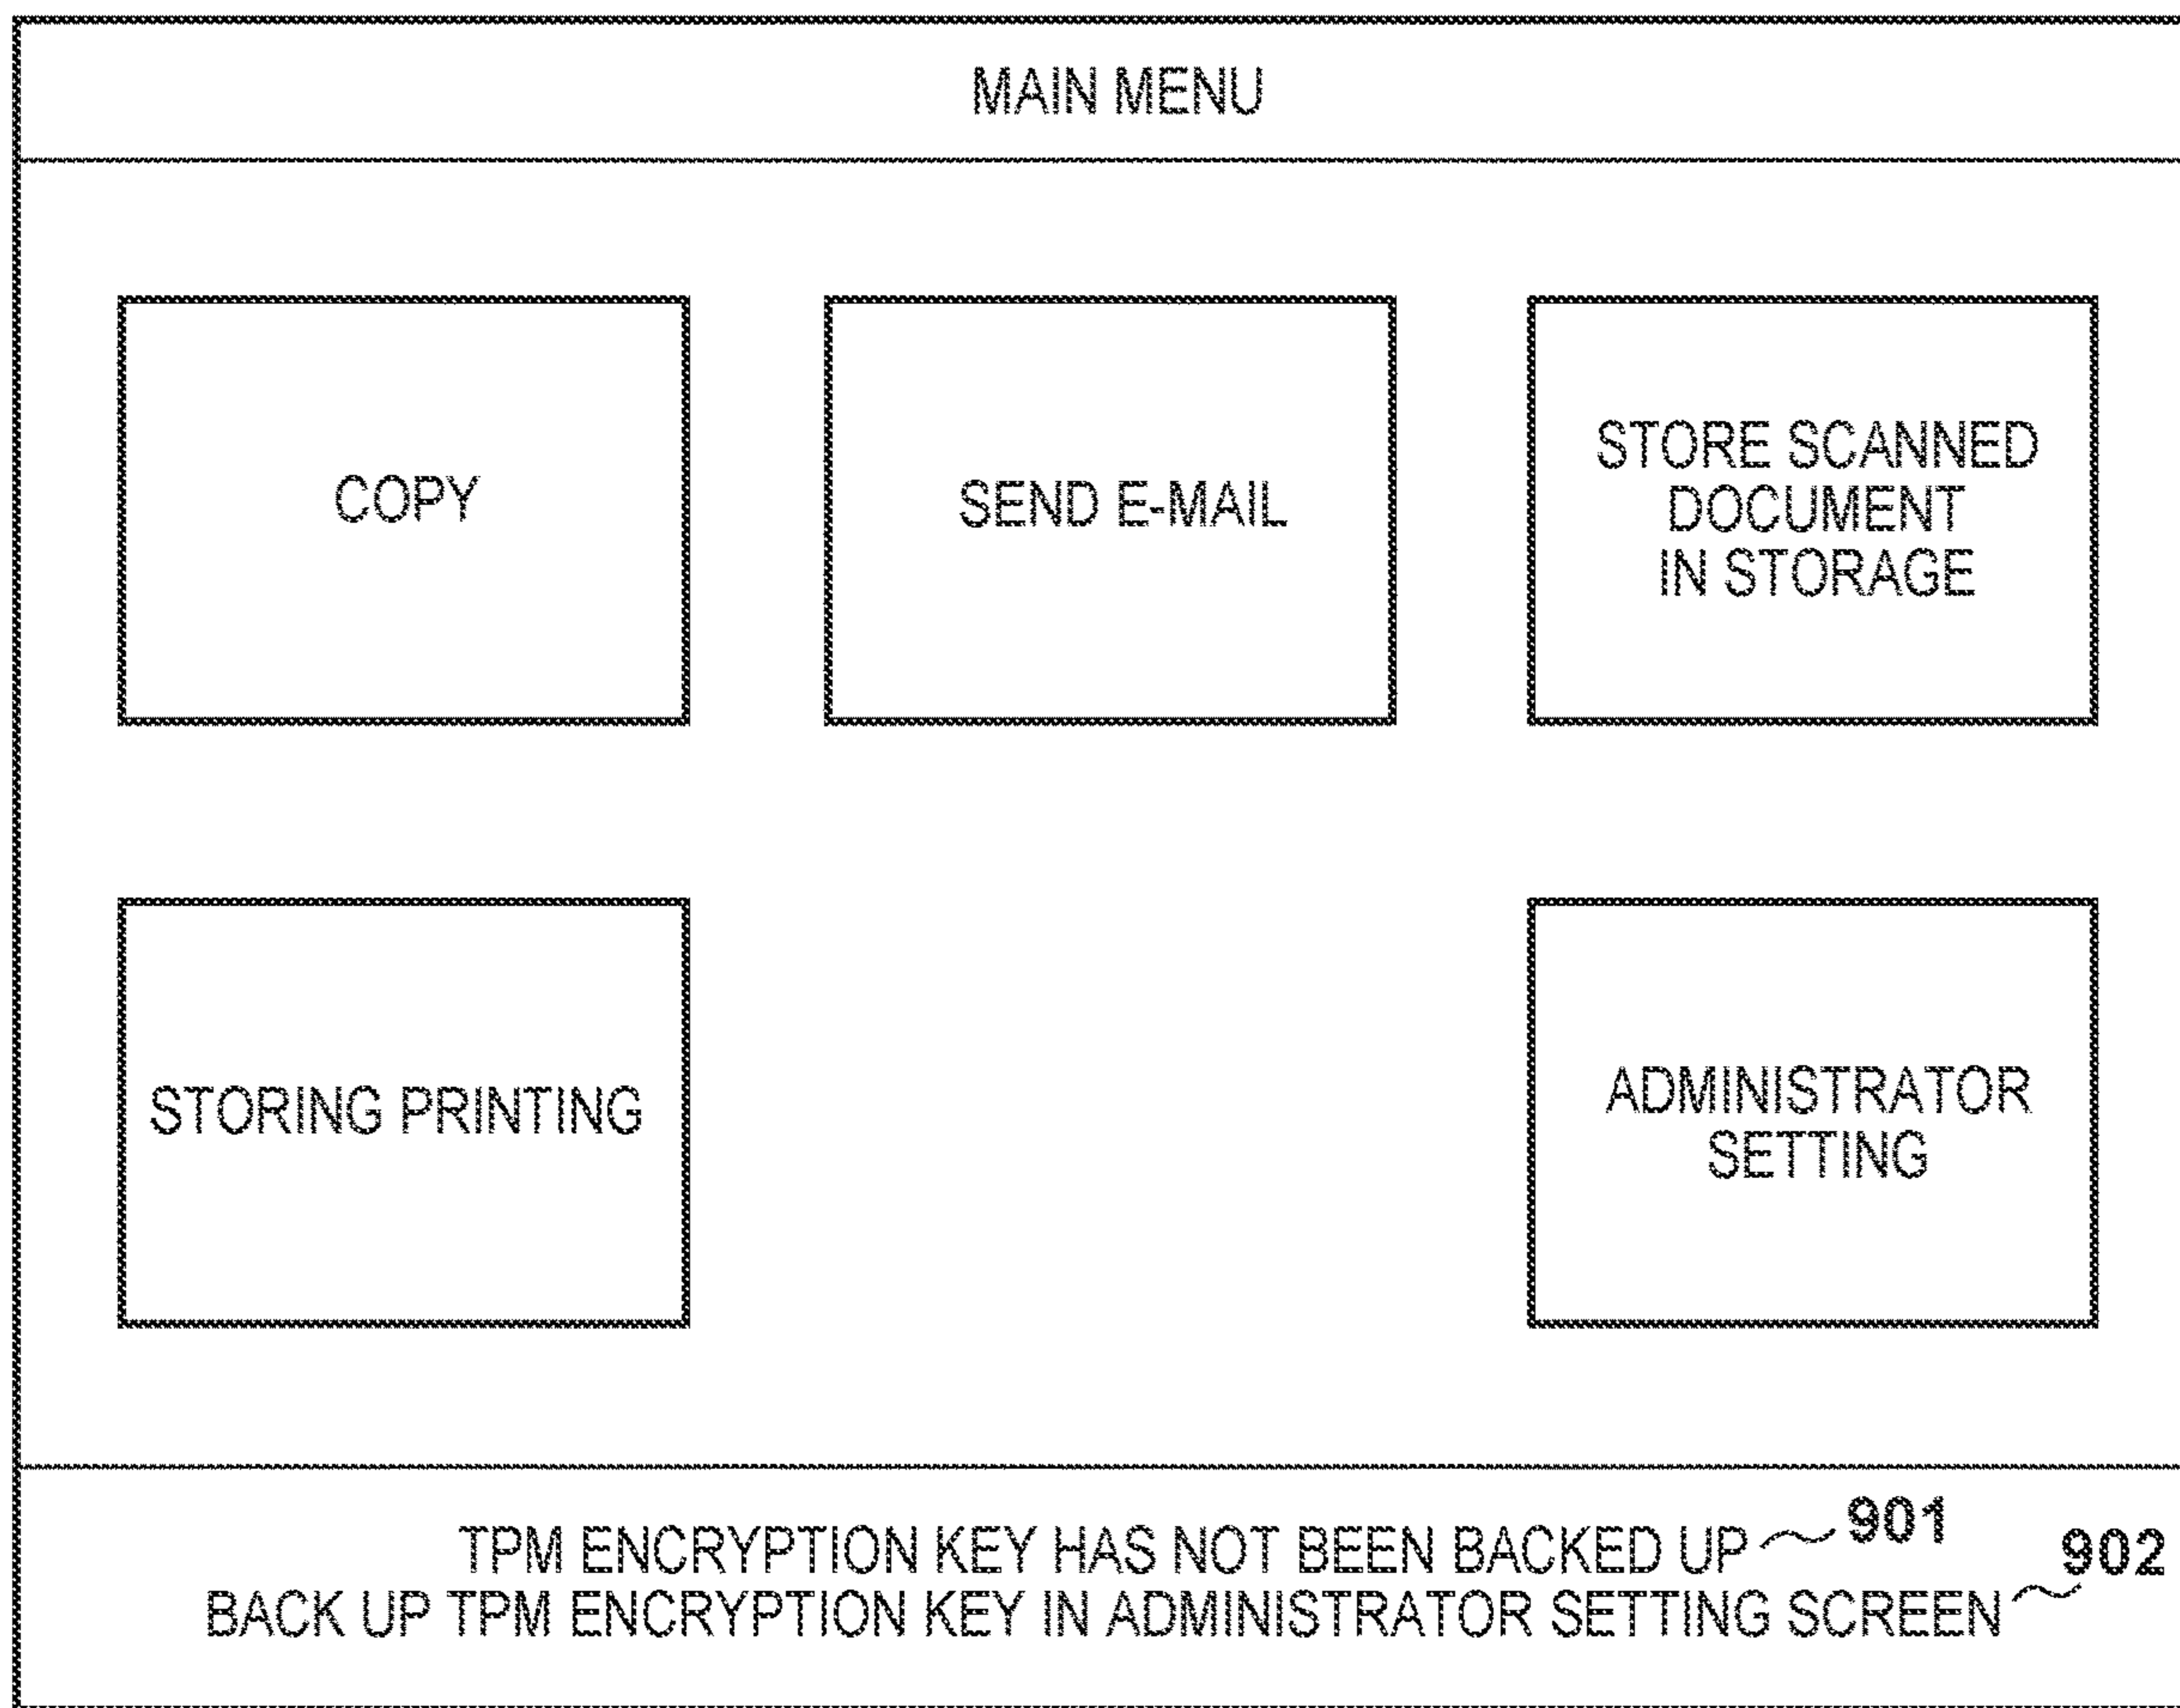 MAIN MENU
COPY
SEND E-MAIL
STORE SCANNED
DOCUMENT
IN STORAGE
STORING PRINTING
ADMINISTRATOR
SETTING
TPM ENCRYPTION KEY HAS NOT BEEN BACKED UP 901
BACK UP TPM ENCRYPTION KEY IN ADMINISTRATOR SETTING SCREEN 902